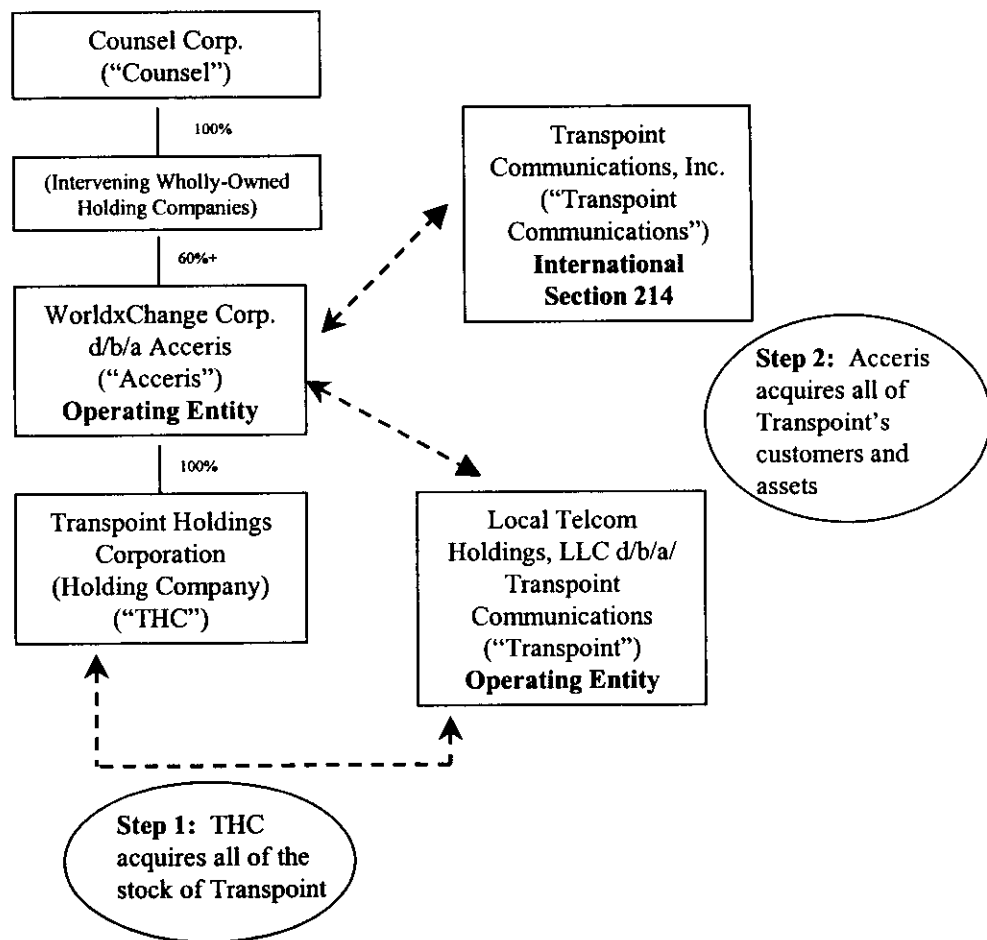 Counsel Corp.
(“Counsel”)
100%
(Intervening Wholly-Owned
Holding Companies)
60%+
WorldxChange Corp.
d/b/a Acceris
(“Acceris”)
Operating Entity
100%
Transpoint Holdings
Corporation
(Holding Company)
(“THC”)
Transpoint
Communications, Inc.
(“Transpoint
Communications”)
International
Section 214
Step 2: Acceris
acquires all of
Transpoint’s
customers and
assets
Local Telcom
Holdings, LLC d/b/a/
Transpoint
Communications
(“Transpoint”)
Operating Entity
Step 1: THC
acquires all of the
stock of Transpoint